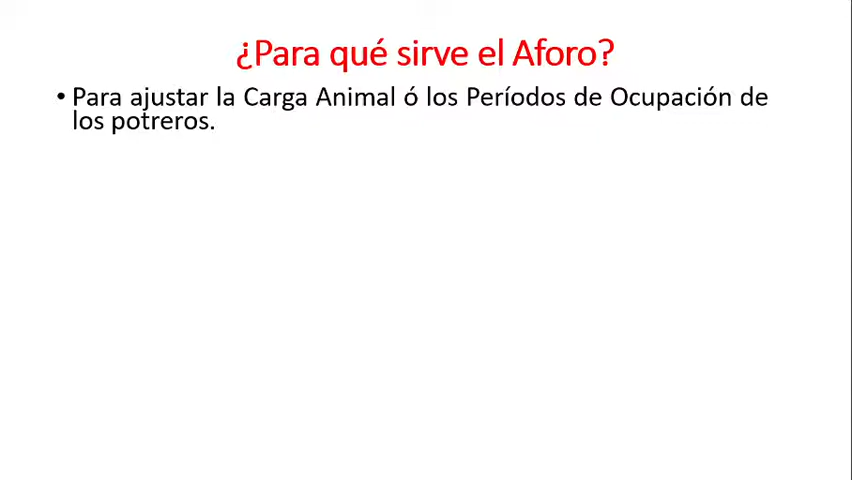 ¿Para qué sirve el Aforo?
• Para ajustar la Carga Animal ó los Períodos de Ocupación de
los potreros.